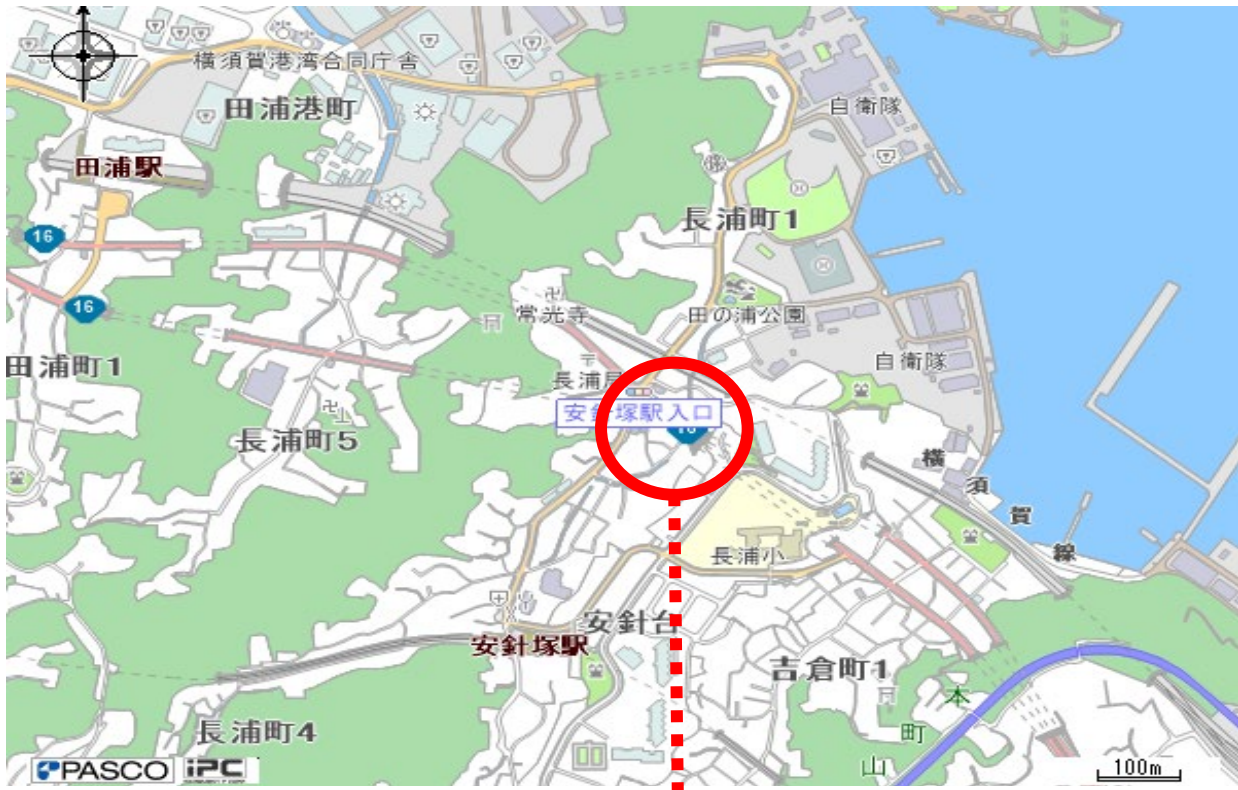 横須賀港湾合同庁舎
田浦港町
自衛隊
田浦駅
長浦町1
16
16
常光寺
田の浦公園
自衛隊
田浦町1
長浦局
安針塚駅入口
16
長浦町5
横須賀線
長浦小
安針台
安針塚駅
吉倉町1
本町山
長浦町4
PASCO iPC
100m